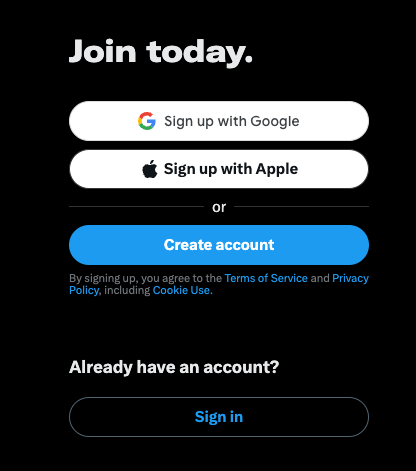 Join today.
Sign up with Google
Sign up with Apple
or
Create account
By signing up, you agree to the Terms of Service and Privacy
Policy, including Cookie Use.
Already have an account?
Sign in